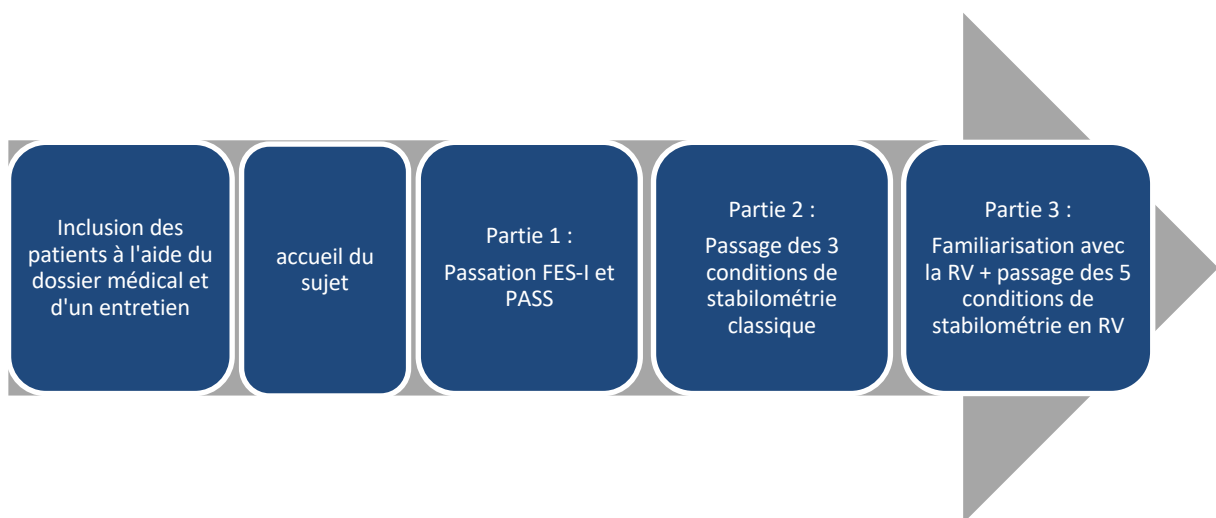 Inclusion des
patients à l'aide du
dossier médical et
d'un entretien
accueil du
sujet
Partie 1 :
Passation FES-I et
PASS
Partie 2 :
Passage des 3
conditions de
stabilométrie
classique
Partie 3 :
Familiarisation avec
la RV + passage des 5
conditions de
stabilométrie en RV